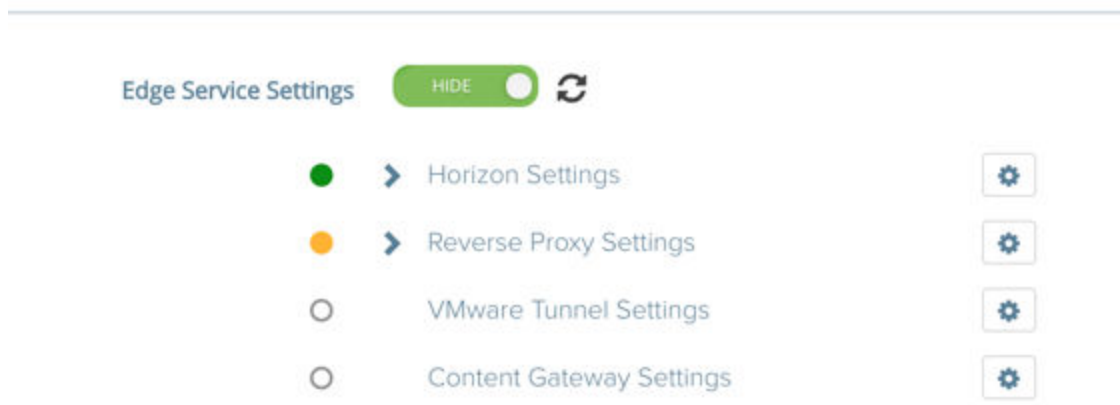 Edge Service Settings HIDE
Horizon Settings
Reverse Proxy Settings
VMware Tunnel Settings
Content Gateway Settings